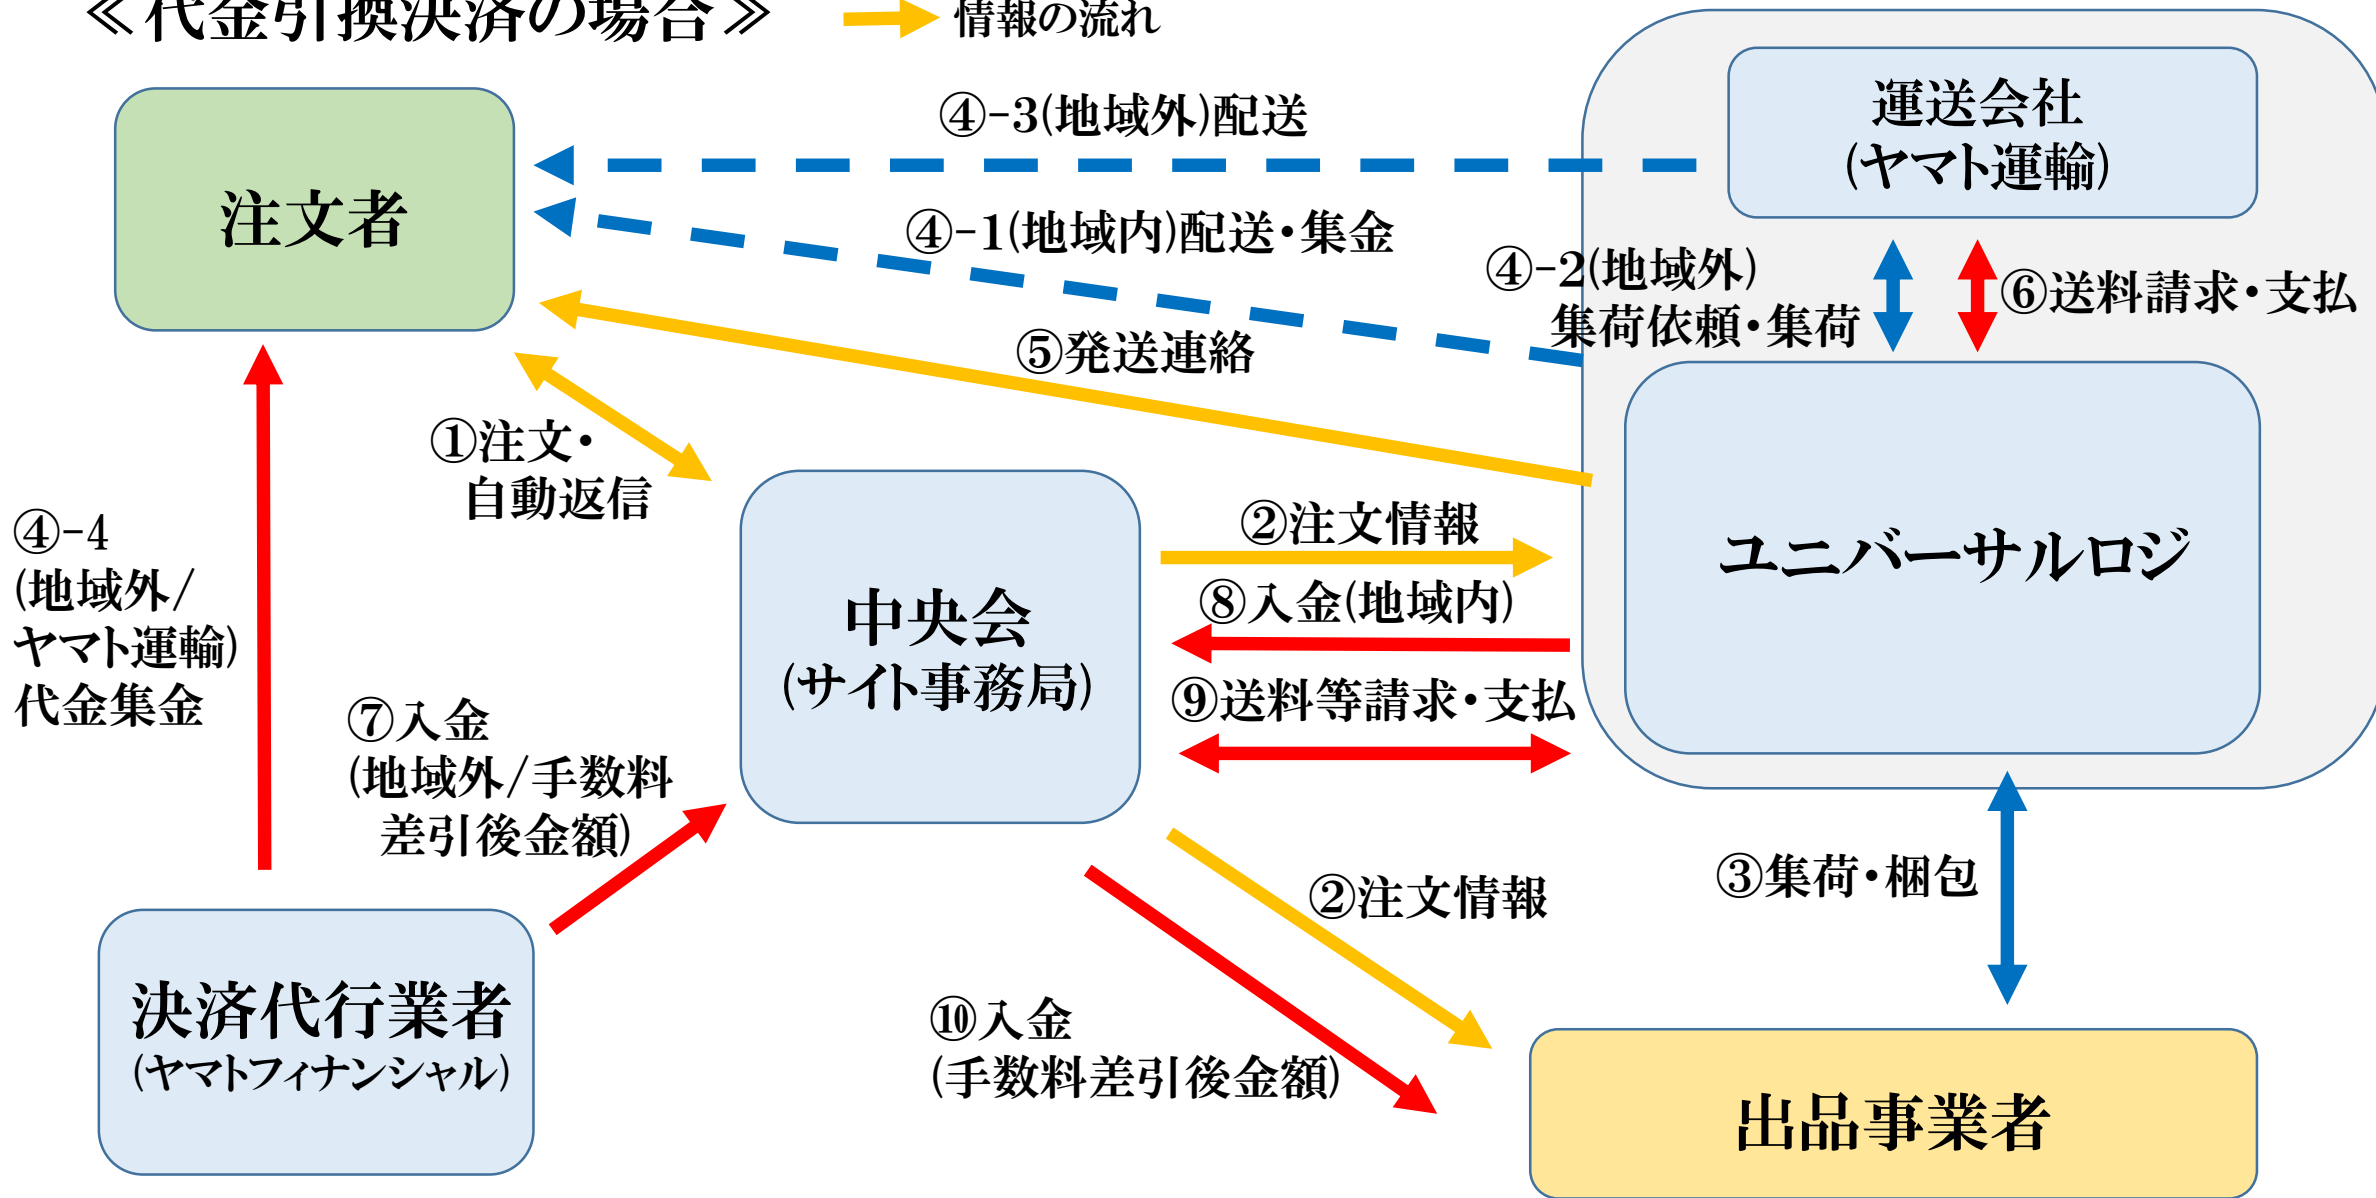 ≪代金引換決済の場合≫
情報の流れ
運送会社
(ヤマト運輸)
④-3(地域外)配送
注文者
④-1(地域内)配送・集金
④-2(地域外)
集荷依頼・集荷
⑥送料請求・支払
⑤発送連絡
①注文・
自動返信
②注文情報
ユニバーサルロジ
④-4
(地域外/
ヤマト運輸)
代金集金
⑧入金(地域内)
中央会
(サイト事務局)
⑨送料等請求・支払
⑦入金
(地域外/手数料
差引後金額)
②注文情報
③集荷・梱包
決済代行業者
(ヤマトフィナンシャル)
⑩入金
(手数料差引後金額)
出品事業者